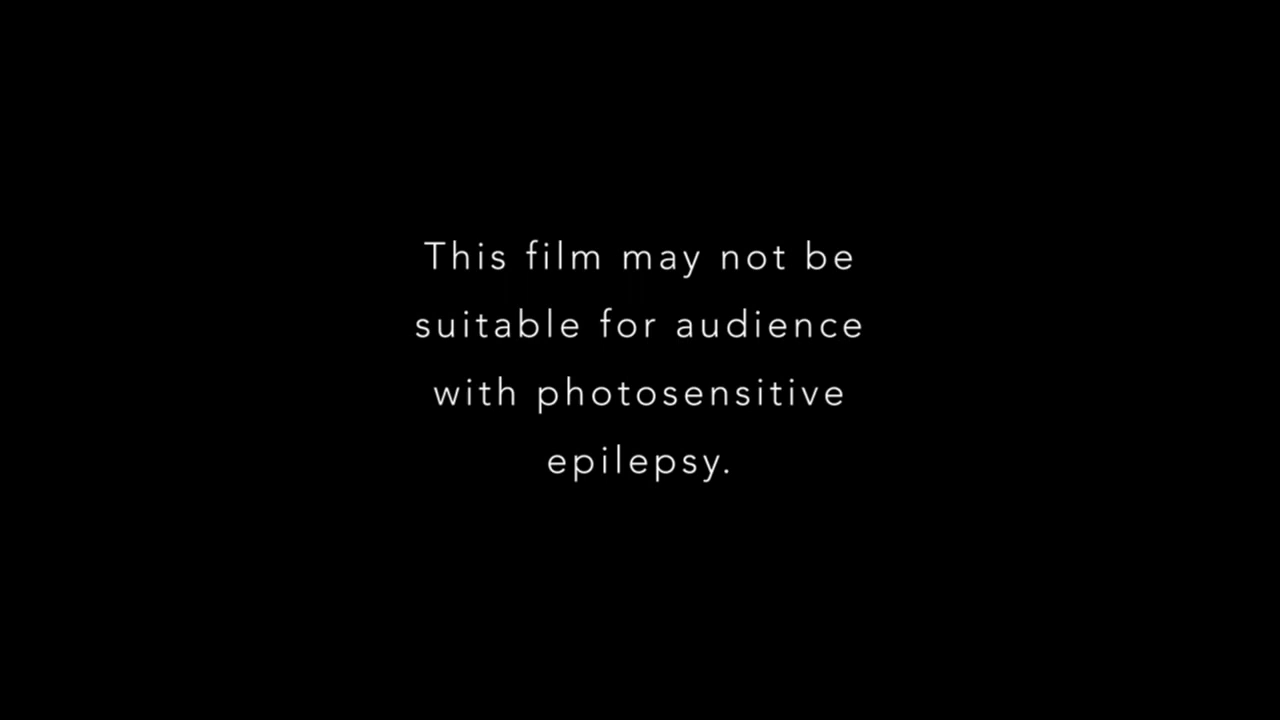 This film may not be
suitable for audience
with photosensitive
epilepsy.